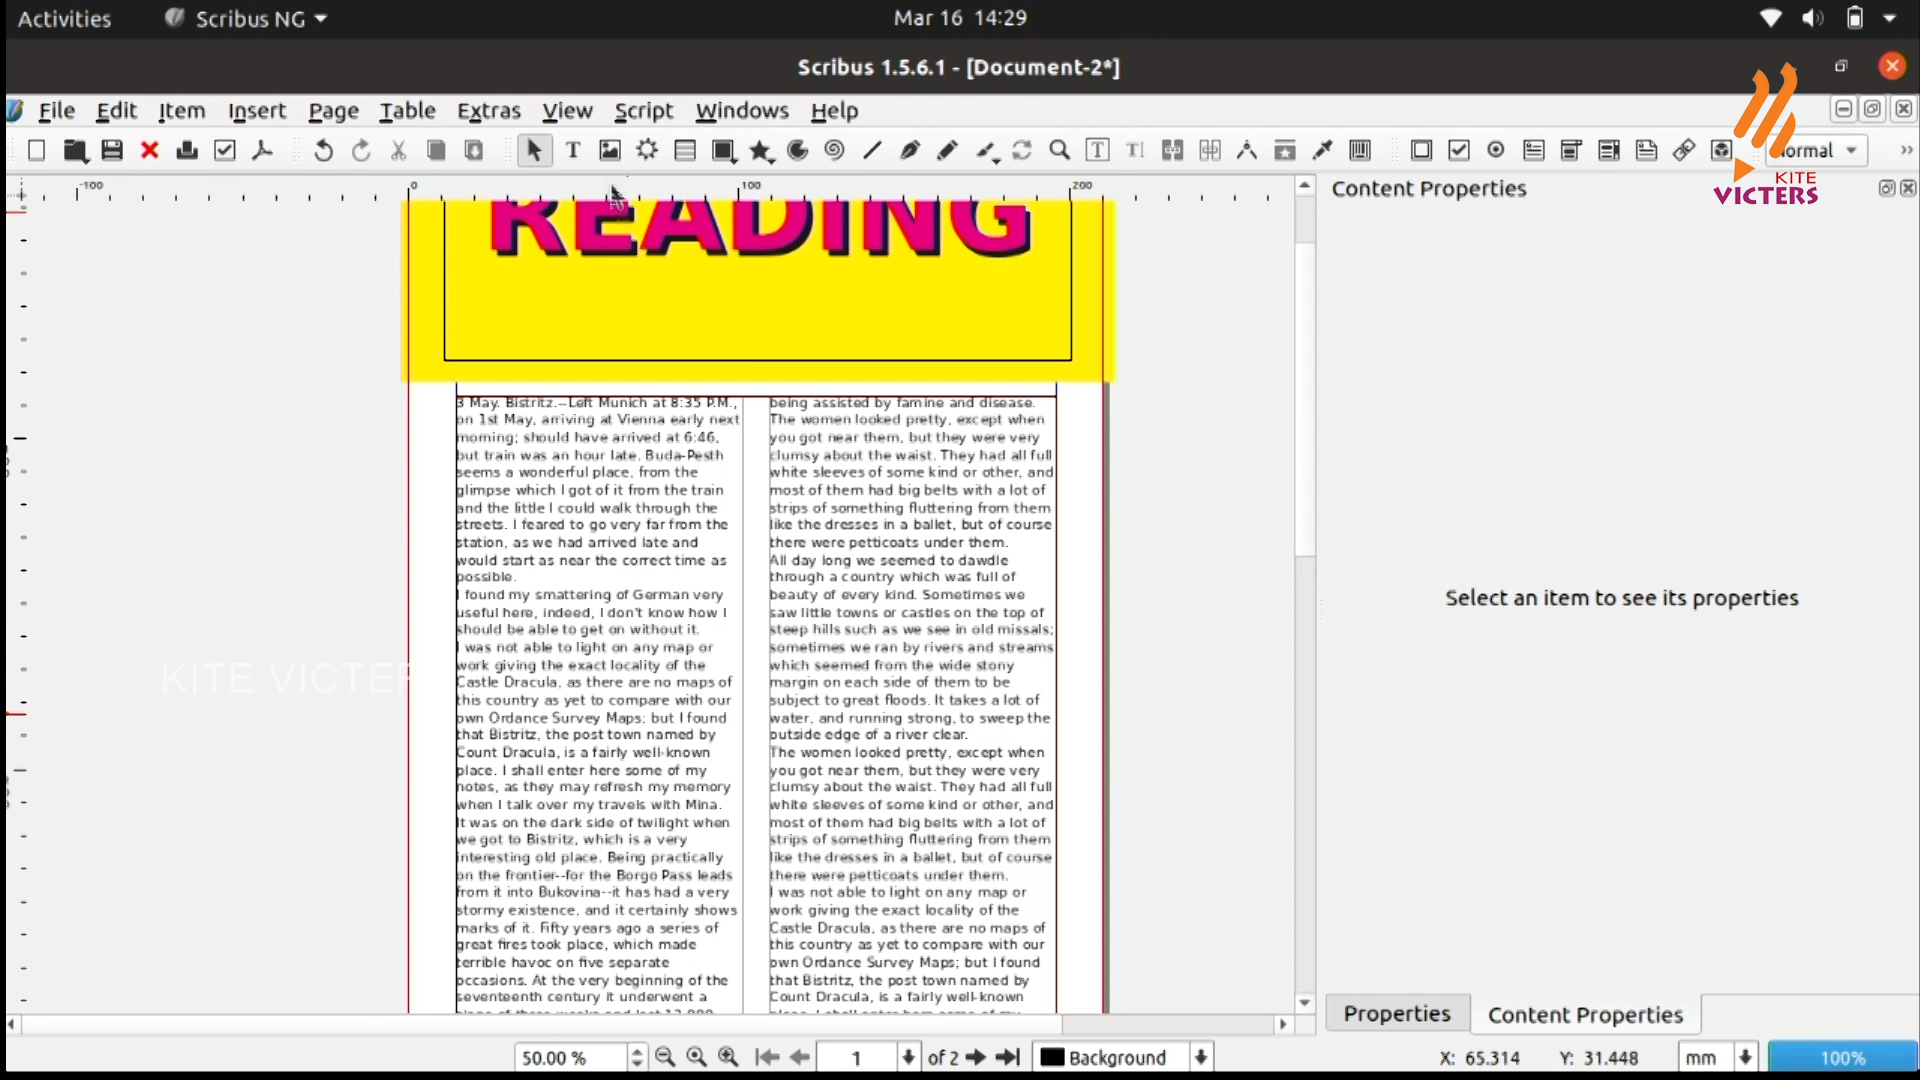 Activities
Scribus NG
Mar 16 14:29
Scribus 1.5.6.1 - [Document-2*]
File Edit Item Insert Page Table Extras View Script Windows Help
Normal
KITE
VICTERS
-100 0 100 200
Content Properties
READING
3 May. Bistritz.--Left Munich at 8:35 P.M.,
on 1st May, arriving at Vienna early next
morning; should have arrived at 6:46,
but train was an hour late. Buda-Pesth
seems a wonderful place, from the
glimpse which I got of it from the train
and the little I could walk through the
streets. I feared to go very far from the
station, as we had arrived late and
would start as near the correct time as
possible.
I found my smattering of German very
useful here, indeed, I don't know how I
should be able to get on without it.
I was not able to light on any map or
work giving the exact locality of the
Castle Dracula, as there are no maps of
this country as yet to compare with our
own Ordance Survey Maps; but I found
that Bistritz, the post town named by
Count Dracula, is a fairly well-known
place. I shall enter here some of my
notes, as they may refresh my memory
when I talk over my travels with Mina.
It was on the dark side of twilight when
we got to Bistritz, which is a very
interesting old place. Being practically
on the frontier--for the Borgo Pass leads
from it into Bukovina--it has had a very
stormy existence, and it certainly shows
marks of it. Fifty years ago a series of
great fires took place, which made
terrible havoc on five separate
occasions. At the very beginning of the
seventeenth century it underwent a
being assisted by famine and disease.
The women looked pretty, except when
you got near them, but they were very
clumsy about the waist. They had all full
white sleeves of some kind or other, and
most of them had big belts with a lot of
strips of something fluttering from them
like the dresses in a ballet, but of course
there were petticoats under them.
All day long we seemed to dawdle
through a country which was full of
beauty of every kind. Sometimes we
saw little towns or castles on the top of
steep hills such as we see in old missals;
sometimes we ran by rivers and streams
which seemed from the wide stony
margin on each side of them to be
subject to great floods. It takes a lot of
water, and running strong, to sweep the
outside edge of a river clear.
The women looked pretty, except when
you got near them, but they were very
clumsy about the waist. They had all full
white sleeves of some kind or other, and
most of them had big belts with a lot of
strips of something fluttering from them
like the dresses in a ballet, but of course
there were petticoats under them.
I was not able to light on any map or
work giving the exact locality of the
Castle Dracula, as there are no maps of
this country as yet to compare with our
own Ordance Survey Maps; but I found
that Bistritz, the post town named by
Count Dracula, is a fairly well-known
Select an item to see its properties
KITE VICTER
Properties Content Properties
50.00 % 1 of 2 Background X: 65.314 Y: 31.448 mm 100%